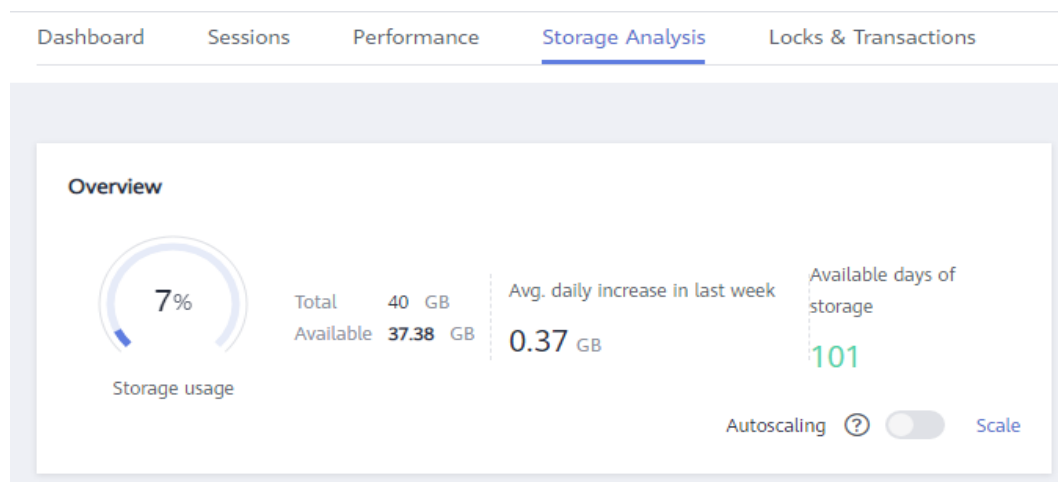 Dashboard Sessions Performance Storage Analysis Locks & Transactions
Overview
7%
Storage usage
Total 40 GB
Available 37.38 GB
Avg. daily increase in last week
0.37 GB
Available days of
storage
101
Autoscaling ? Scale